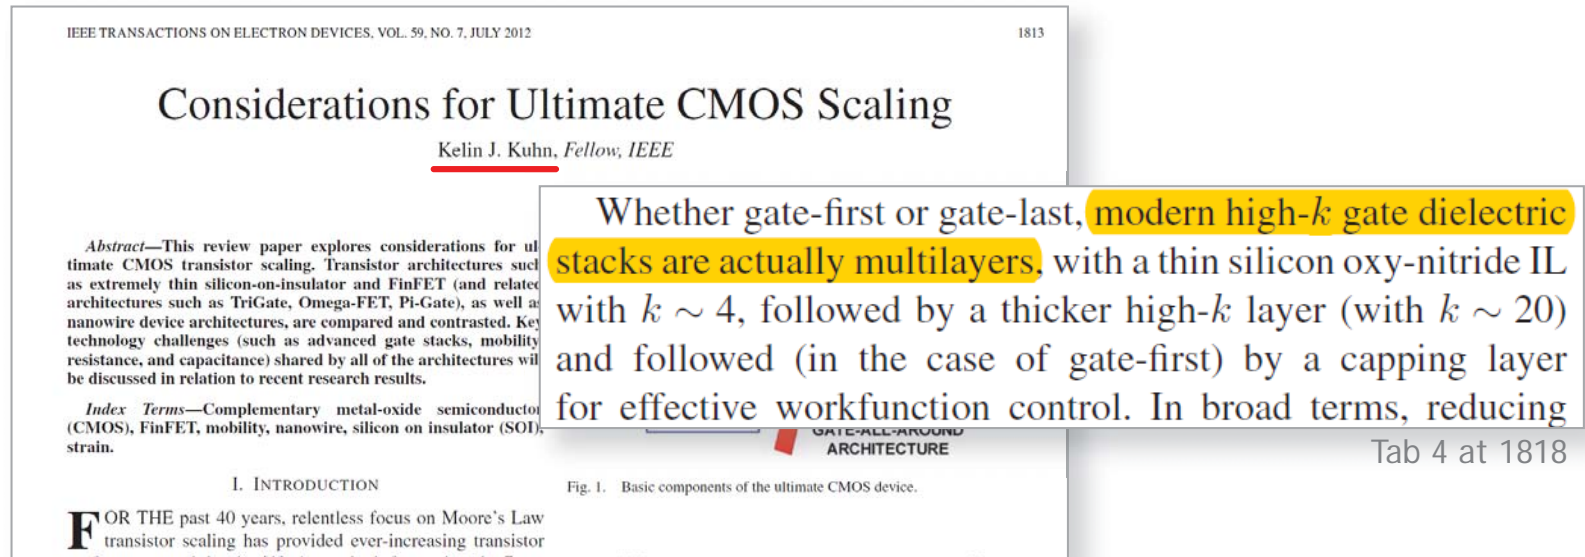 IEEE TRANSACTIONS ON ELECTRON DEVICES, VOL. 59, NO. 7, JULY 2012
1813
Considerations for Ultimate CMOS Scaling
Kelin J. Kuhn, Fellow, IEEE
Abstract—This review paper explores considerations for ul
timate CMOS transistor scaling. Transistor architectures such
as extremely thin silicon-on-insulator and FinFET (and related
architectures such as TriGate, Omega-FET, Pi-Gate), as well as
nanowire device architectures, are compared and contrasted. Key
technology challenges (such as advanced gate stacks, mobility
resistance, and capacitance) shared by all of the architectures wil
be discussed in relation to recent research results.
Index Terms—Complementary metal-oxide semiconductor
(CMOS), FinFET, mobility, nanowire, silicon on insulator (SOI),
strain.
I. INTRODUCTION
FOR THE past 40 years, relentless focus on Moore's Law
transistor scaling has provided ever-increasing transistor
Whether gate-first or gate-last, modern high-k gate dielectric
stacks are actually multilayers, with a thin silicon oxy-nitride IL
with k ∼ 4, followed by a thicker high-k layer (with k ∼ 20)
and followed (in the case of gate-first) by a capping layer
for effective workfunction control. In broad terms, reducing
Tab 4 at 1818
GATE-ALL-AROUND
ARCHITECTURE
Fig. 1. Basic components of the ultimate CMOS device.